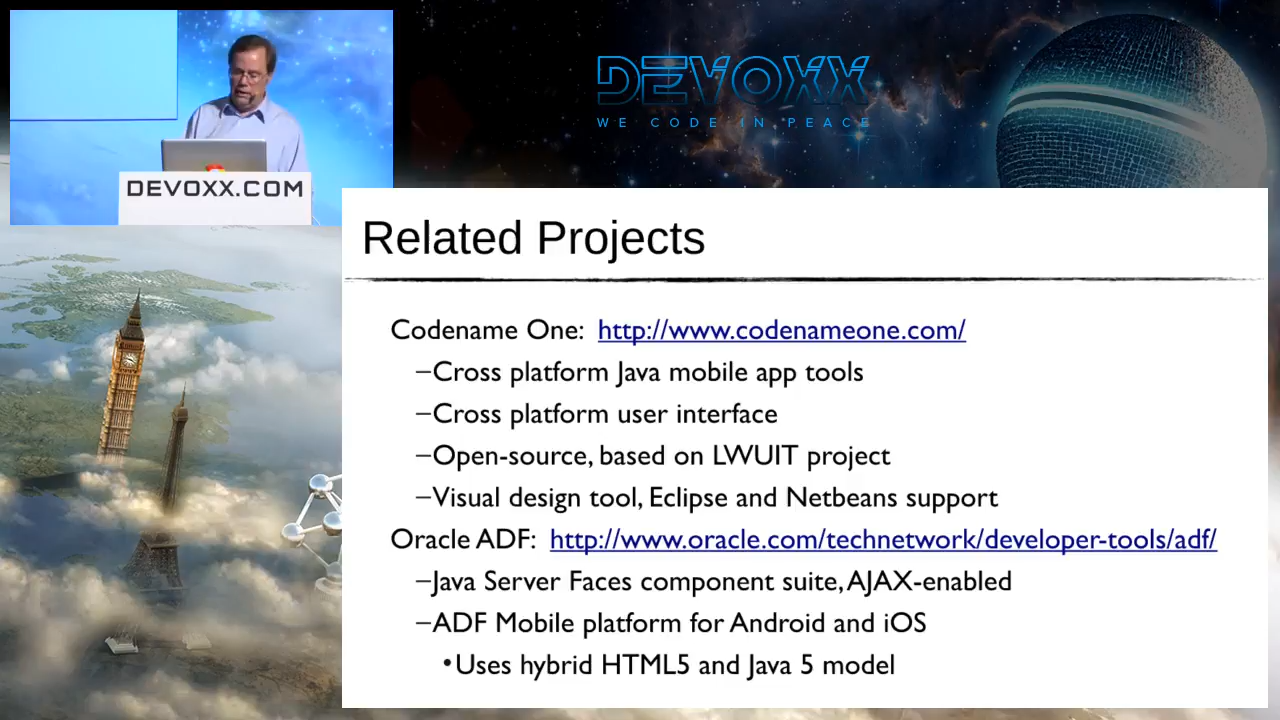 DEVOXX
WE CODE IN PEACE
DEVOXX.COM
Related Projects
Codename One: http://www.codenameone.com/
–Cross platform Java mobile app tools
–Cross platform user interface
–Open-source, based on LWUIT project
–Visual design tool, Eclipse and Netbeans support
Oracle ADF: http://www.oracle.com/technetwork/developer-tools/adf/
–Java Server Faces component suite, AJAX-enabled
–ADF Mobile platform for Android and iOS
•Uses hybrid HTML5 and Java 5 model